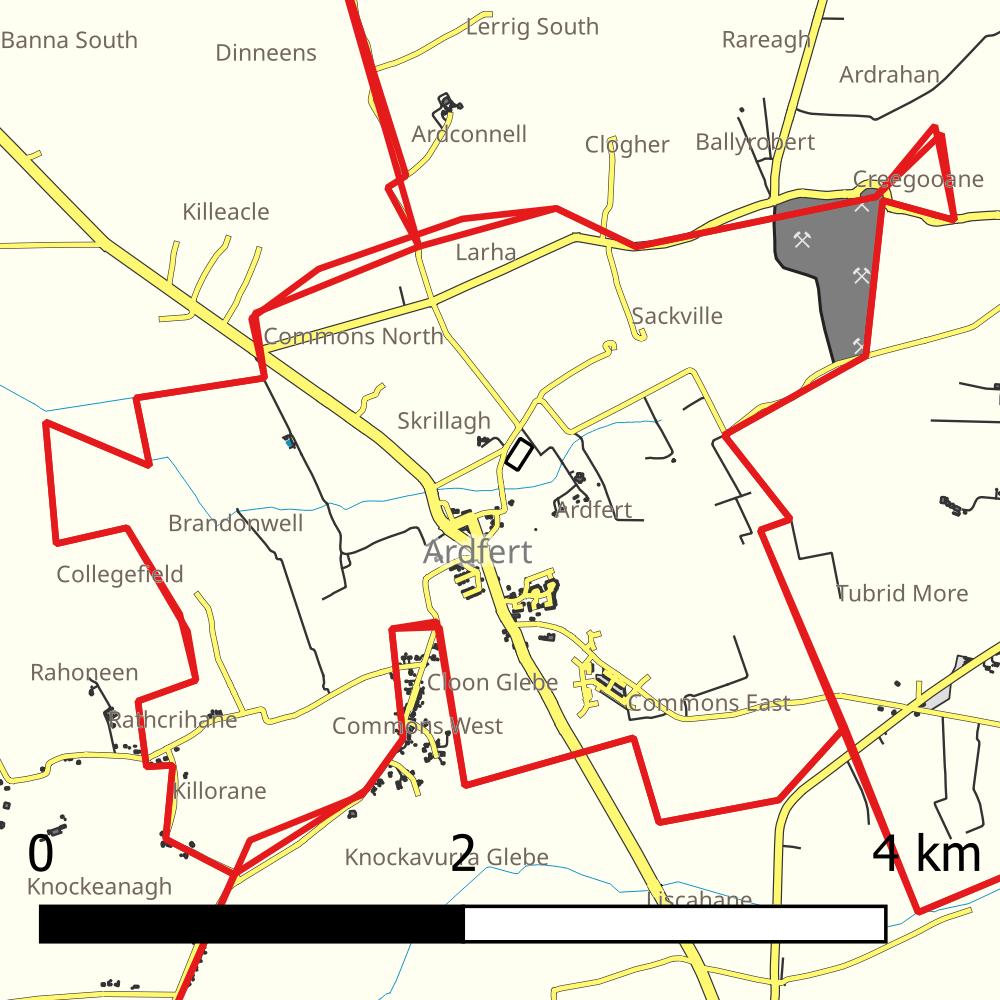 Lerrig South
Banna South
Rareagh
Dinneens
Ardrahan
Ardconnell
Clogher
Ballyrobert
Creegooane
Killeacle
Larha
Sackville
Commons North
Skrillagh
Ardfert
Brandonwell
Ardfert
Collegefield
Tubrid More
Rahoneen
Cloon Glebe
Commons East
Rathcrihane
Commons West
Killorane
0
2
4 km
Knockavurra Glebe
Knockeanagh
Liscahane